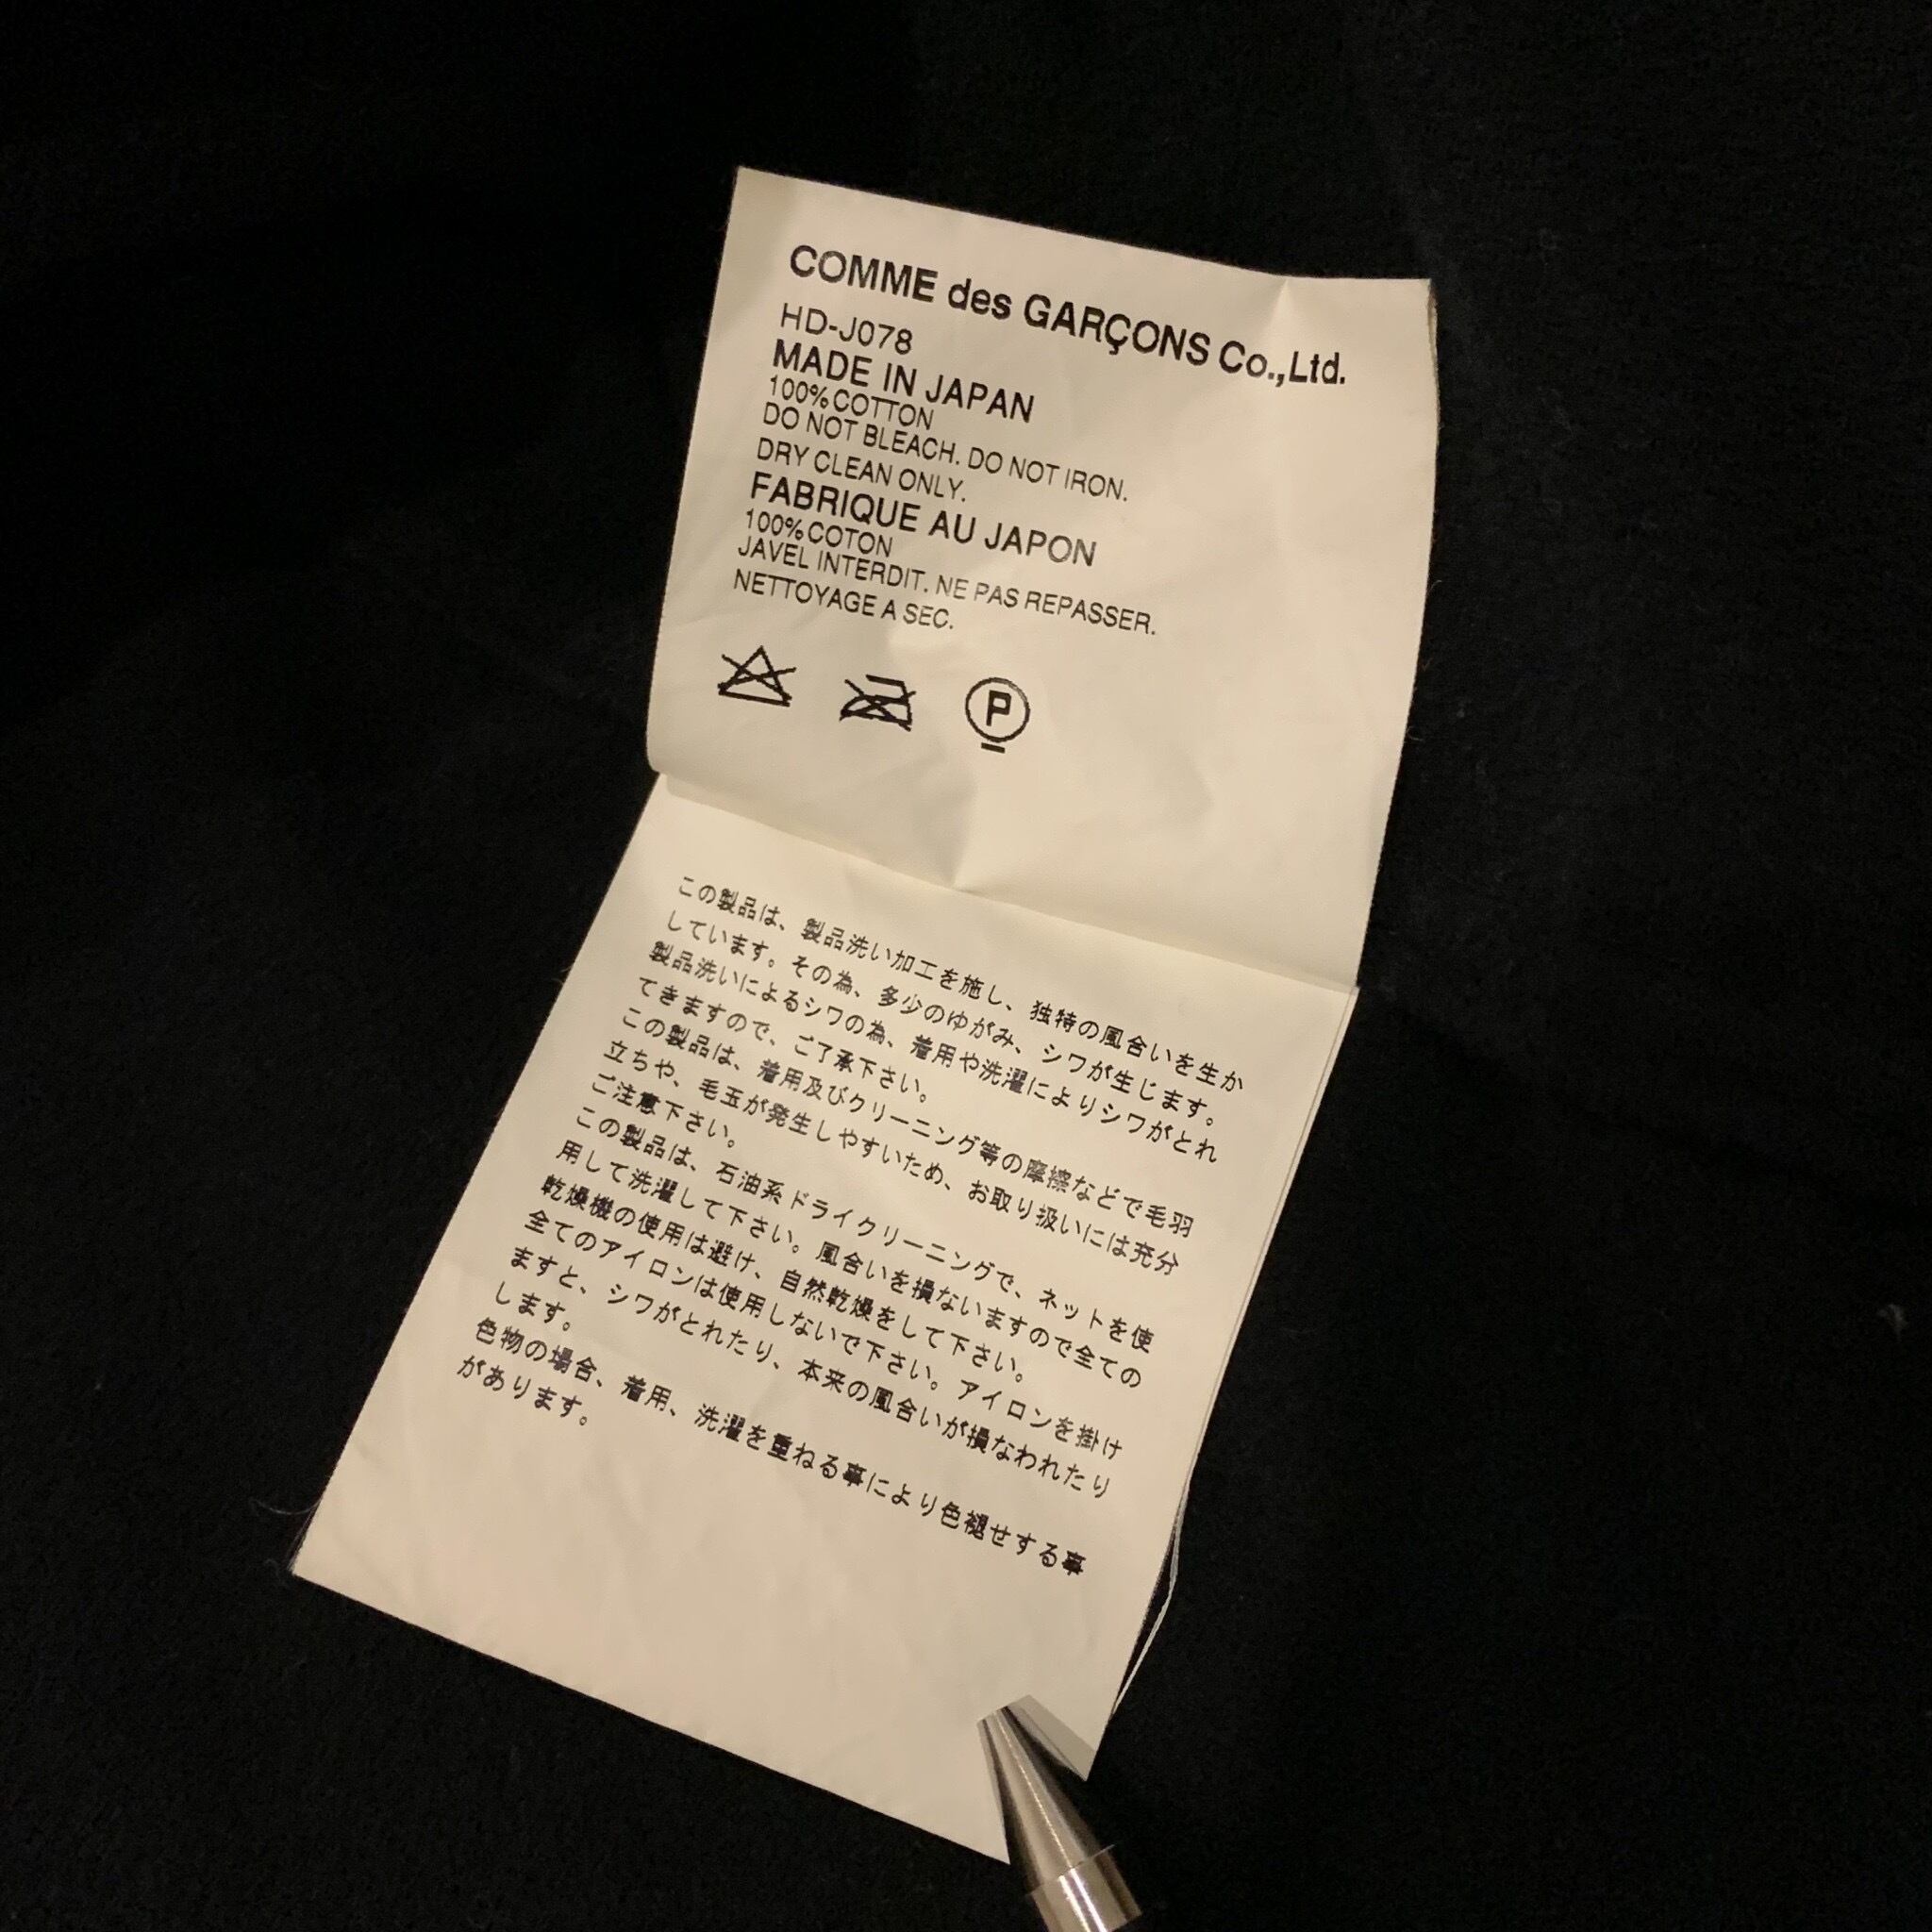 COMME des GARÇONS Co.,Ltd.
HD-J078
MADE IN JAPAN
100%COTTON
DO NOT BLEACH. DO NOT IRON.
DRY CLEAN ONLY.
FABRIQUE AU JAPON
100%COTON
JAVEL INTERDIT. NE PAS REPASSER.
NETTOYAGE A SEC.
P
この製品は、製品洗い加工を施し、独特の風合いを生か
しています。その為、多少のゆがみ、シワが生じます。
製品洗いによるシワの為、着用や洗濯によりシワがとれ
てきますので、ご了承下さい。
この製品は、着用及びクリーニング等の摩擦などで毛羽
立ちや、毛玉が発生しやすいため、お取り扱いには充分
ご注意下さい。
この製品は、石油系ドライクリーニングで、ネットを使
用して洗濯して下さい。風合いを損ないますので全ての
乾燥機の使用は避け、自然乾燥をして下さい。
全てのアイロンは使用しないで下さい。アイロンを掛け
ますと、シワがとれたり、本来の風合いが損なわれたり
します。
色物の場合、着用、洗濯を重ねる事により色褪せする事
があります。